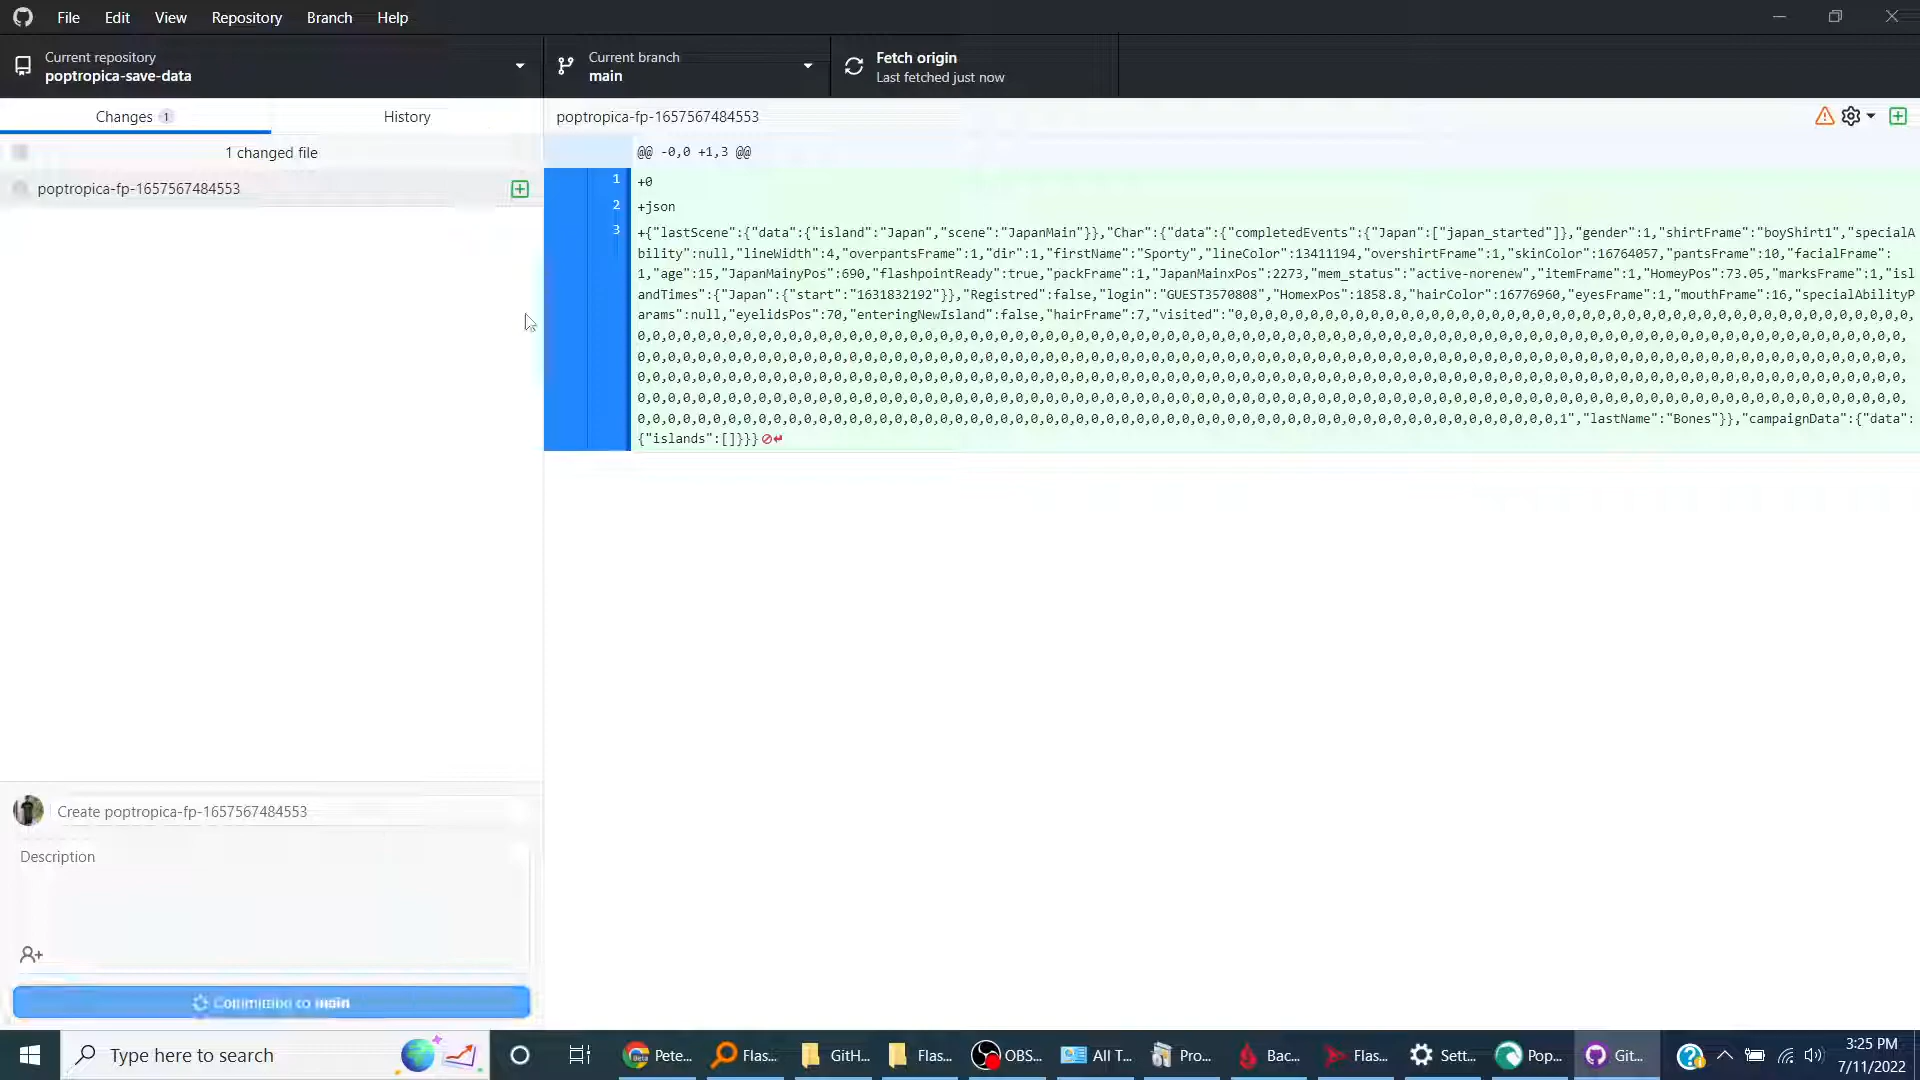 File Edit View Repository Branch Help
Current repository
poptropica-save-data
Current branch
main
Fetch origin
Last fetched just now
Changes 1
History
1 changed file
poptropica-fp-1657567484553
poptropica-fp-1657567484553
@@ -0,0 +1,3 @@
1 +0
2 +json
3 +{"lastScene":{"data":{"island":"Japan","scene":"JapanMain"}},"Char":{"data":{"completedEvents":{"Japan":["japan_started"]},"gender":1,"shirtFrame":"boyShirt1","specialA
bility":null,"lineWidth":4,"overpantsFrame":1,"dir":1,"firstName":"Sporty","lineColor":13411194,"overshirtFrame":1,"skinColor":16764057,"pantsFrame":10,"facialFrame":
1,"age":15,"JapanMainyPos":690,"flashpointReady":true,"packFrame":1,"JapanMainxPos":2273,"mem_status":"active-norenew","itemFrame":1,"HomeyPos":73.05,"marksFrame":1,"isl
andTimes":{"Japan":{"start":"1631832192"}},"Registred":false,"login":"GUEST3570808","HomexPos":1858.8,"hairColor":16776960,"eyesFrame":1,"mouthFrame":16,"specialAbilityP
arams":null,"eyelidsPos":70,"enteringNewIsland":false,"hairFrame":7,"visited":"0,0,0,0,0,0,0,0,0,0,0,0,0,0,0,0,0,0,0,0,0,0,0,0,0,0,0,0,0,0,0,0,0,0,0,0,0,0,0,0,0,0,0,0,0,
0,0,0,0,0,0,0,0,0,0,0,0,0,0,0,0,0,0,0,0,0,0,0,0,0,0,0,0,0,0,0,0,0,0,0,0,0,0,0,0,0,0,0,0,0,0,0,0,0,0,0,0,0,0,0,0,0,0,0,0,0,0,0,0,0,0,0,0,0,0,0,0,0,0,0,0,0,0,0,0,0,0,0,0,
0,0,0,0,0,0,0,0,0,0,0,0,0,0,0,0,0,0,0,0,0,0,0,0,0,0,0,0,0,0,0,0,0,0,0,0,0,0,0,0,0,0,0,0,0,0,0,0,0,0,0,0,0,0,0,0,0,0,0,0,0,0,0,0,0,0,0,0,0,0,0,0,0,0,0,0,0,0,0,0,0,0,0,0,
0,0,0,0,0,0,0,0,0,0,0,0,0,0,0,0,0,0,0,0,0,0,0,0,0,0,0,0,0,0,0,0,0,0,0,0,0,0,0,0,0,0,0,0,0,0,0,0,0,0,0,0,0,0,0,0,0,0,0,0,0,0,0,0,0,0,0,0,0,0,0,0,0,0,0,0,0,0,0,0,0,0,0,0,
0,0,0,0,0,0,0,0,0,0,0,0,0,0,0,0,0,0,0,0,0,0,0,0,0,0,0,0,0,0,0,0,0,0,0,0,0,0,0,0,0,0,0,0,0,0,0,0,0,0,0,0,0,0,0,0,0,0,0,0,0,0,0,0,0,0,0,0,0,0,0,0,0,0,0,0,0,0,0,0,0,0,0,0,
0,0,0,0,0,0,0,0,0,0,0,0,0,0,0,0,0,0,0,0,0,0,0,0,0,0,0,0,0,0,0,0,0,0,0,0,0,0,0,0,0,0,0,0,0,0,0,0,0,0,0,0,0,0,0,0,0,0,0,0,0,1","lastName":"Bones"}},"campaignData":{"data":
{"islands":[]}}}
Create poptropica-fp-1657567484553
Description
Committing to main
Type here to search
Pete... Flas... GitH... Flas... OBS... All T... Pro... Bac... Flas... Sett... Pop... Git...
3:25 PM
7/11/2022